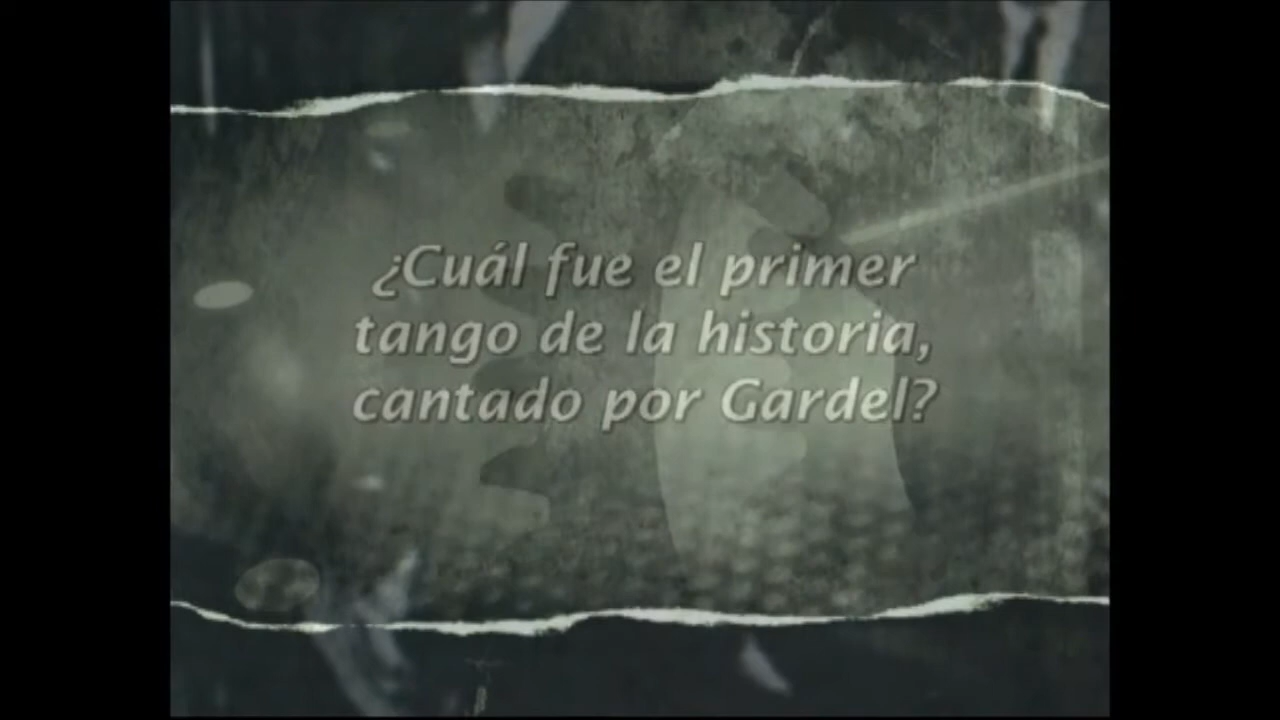 ¿Cuál fue el primer
tango de la historia,
cantado por Gardel?